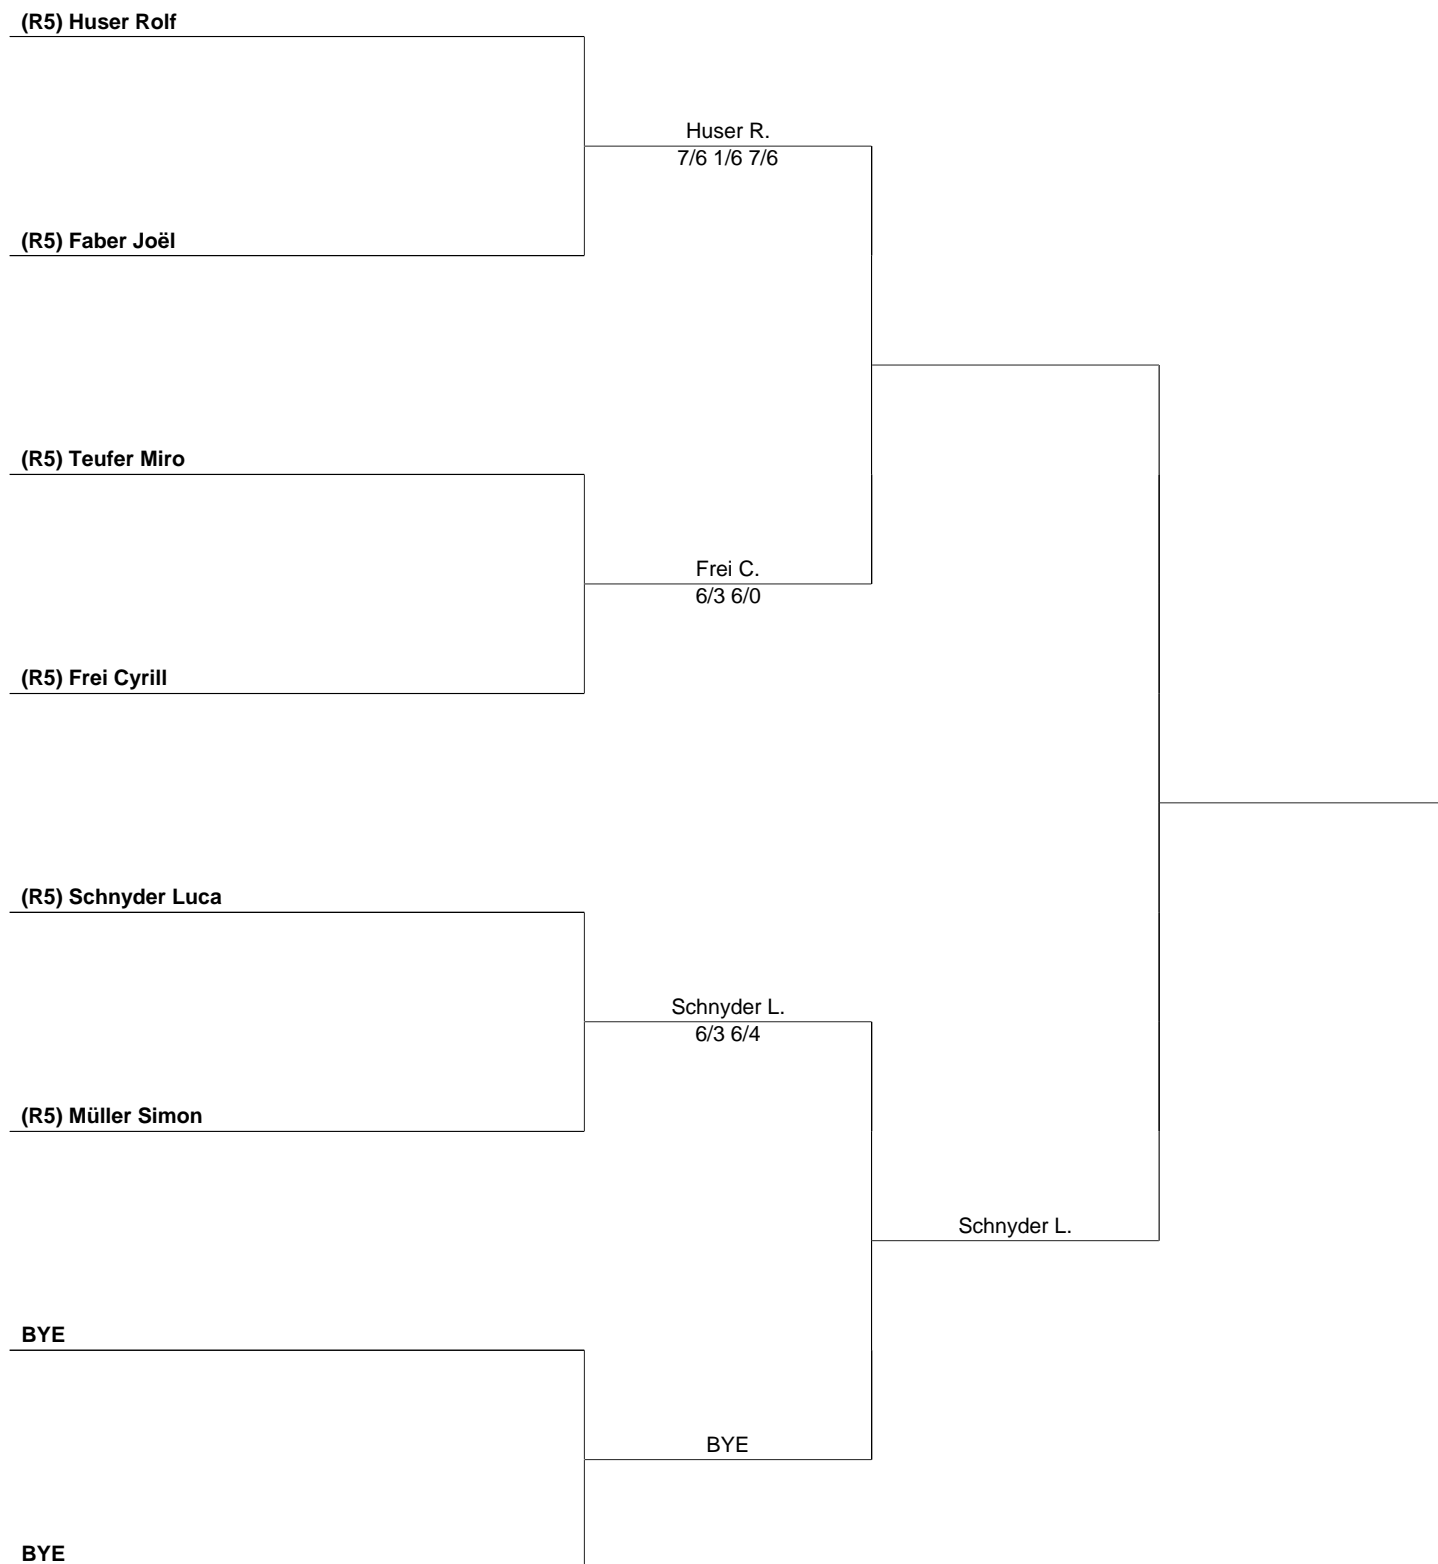 (R5) Huser Rolf
Huser R.
7/6 1/6 7/6
(R5) Faber Joël
(R5) Teufer Miro
Frei C.
6/3 6/0
(R5) Frei Cyrill
(R5) Schnyder Luca
Schnyder L.
6/3 6/4
(R5) Müller Simon
Schnyder L.
BYE
BYE
BYE